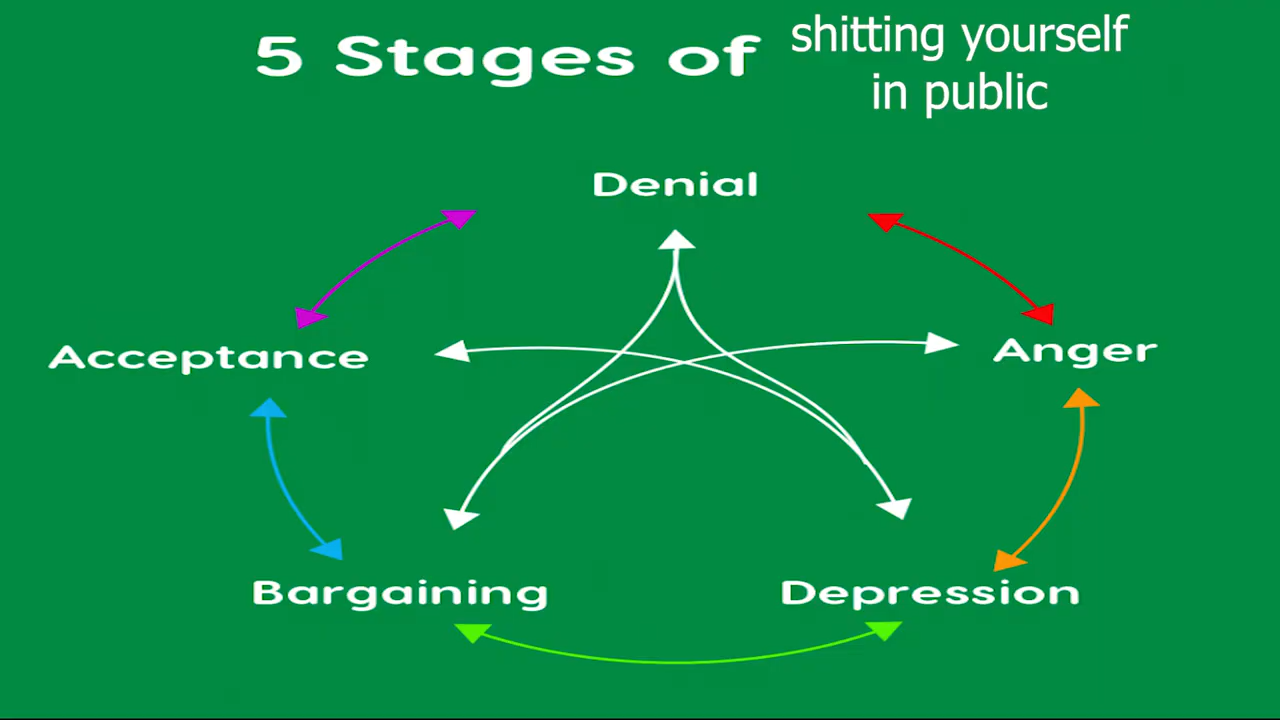 5 Stages of shitting yourself
in public
Denial
Acceptance
Anger
Bargaining
Depression